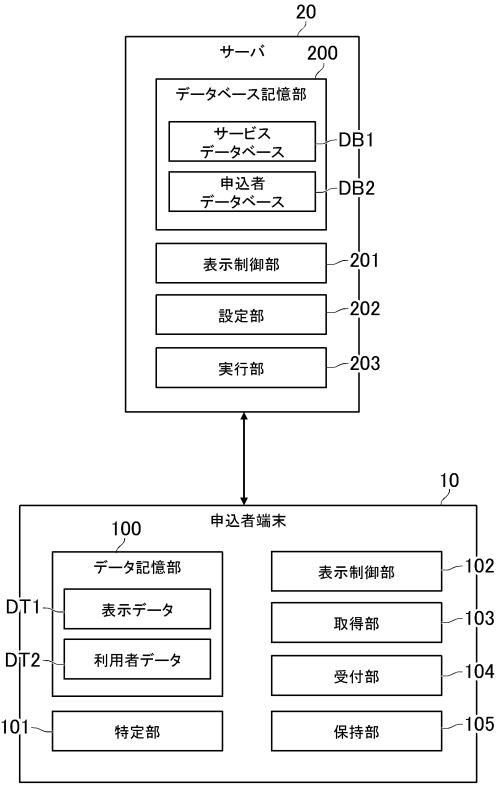 20
サーバ
200
データベース記憶部
サービス
データベース
DB1
申込者
データベース
DB2
表示制御部
201
設定部
202
実行部
203
10
申込者端末
100
データ記憶部
DT1
表示データ
DT2
利用者データ
101
特定部
表示制御部
102
取得部
103
受付部
104
保持部
105